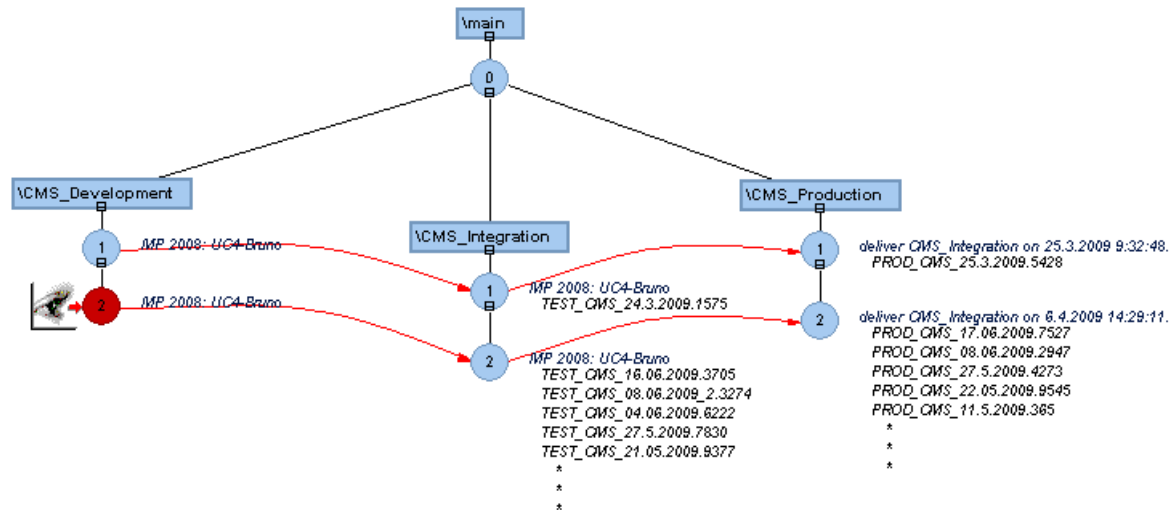 \main
0
\CMS_Development
1
IMP 2008: UC4-Bruno
2
IMP 2008: UC4-Bruno
\CMS_Integration
1
IMP 2008: UC4-Bruno
TEST_CMS_24.3.2009.1575
2
IMP 2008: UC4-Bruno
TEST_CMS_16.06.2009.3705
TEST_CMS_08.06.2009_2.3274
TEST_CMS_04.06.2009.6222
TEST_CMS_27.5.2009.7830
TEST_CMS_21.05.2009.9377
*
*
*
\CMS_Production
1
deliver CMS_Integration on 25.3.2009 9:32:48.
PROD_CMS_25.3.2009.5428
2
deliver CMS_Integration on 6.4.2009 14:29:11.
PROD_CMS_17.06.2009.7527
PROD_CMS_08.06.2009.2947
PROD_CMS_27.5.2009.4273
PROD_CMS_22.05.2009.9545
PROD_CMS_11.5.2009.365
*
*
*